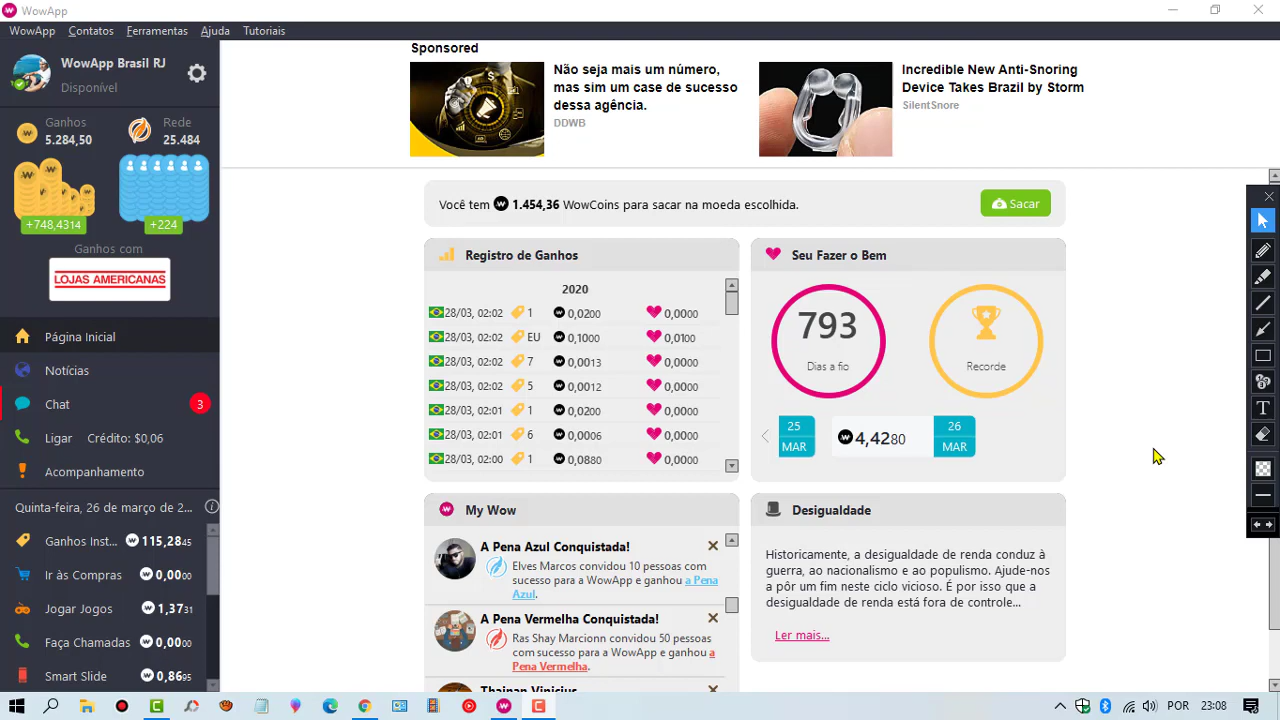 WowApp
WowApp Contatos Ferramentas Ajuda Tutoriais
WowApp Brasil RJ
Disponível
Ganhos
5.284,50
Rede
25.484
+748,4314
+224
Ganhos com
LOJAS AMERICANAS
Página Inicial
Notícias
Chat 3
Ligar Crédito: $0,06
Acompanhamento
Quinta-feira, 26 de março de 2...
Ganhos Inst... 115,2845
Ir às Compras 0,0000
Jogar Jogos 1,3731
Faça Chamadas 0,0000
Smart Slide 0,8695
Sponsored
Não seja mais um número,
mas sim um case de sucesso
dessa agência.
DDWB
Incredible New Anti-Snoring
Device Takes Brazil by Storm
SilentSnore
Você tem 1.454,36 WowCoins para sacar na moeda escolhida.
Sacar
Registro de Ganhos
2020
28/03, 02:02 1 0,0200 0,0000
28/03, 02:02 EU 0,1000 0,0100
28/03, 02:02 7 0,0013 0,0000
28/03, 02:02 5 0,0012 0,0000
28/03, 02:01 1 0,0200 0,0000
28/03, 02:01 6 0,0006 0,0000
28/03, 02:00 1 0,0880 0,0000
Seu Fazer o Bem
793
Dias a fio
Recorde
25
MAR
4,4280
26
MAR
My Wow
A Pena Azul Conquistada!
Elves Marcos convidou 10 pessoas com
sucesso para a WowApp e ganhou a Pena
Azul.
A Pena Vermelha Conquistada!
Ras Shay Marcionn convidou 50 pessoas
com sucesso para a WowApp e ganhou a
Pena Vermelha.
Thainan Vinicius
Desigualdade
Historicamente, a desigualdade de renda conduz à
guerra, ao nacionalismo e ao populismo. Ajude-nos
a pôr um fim neste ciclo vicioso. É por isso que a
desigualdade de renda está fora de controle...
Ler mais...
POR 23:08